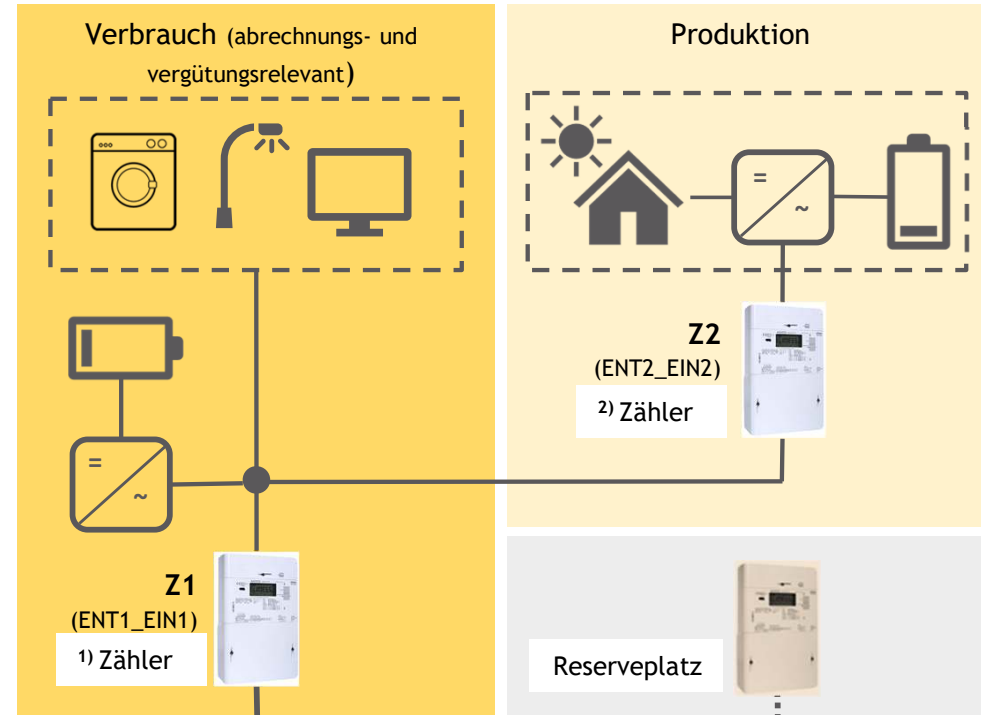 Verbrauch (abrechnungs- und
vergütungsrelevant)
Produktion
=
~
Z2
(ENT2_EIN2)
2) Zähler
=
~
Z1
(ENT1_EIN1)
1) Zähler
Reserveplatz